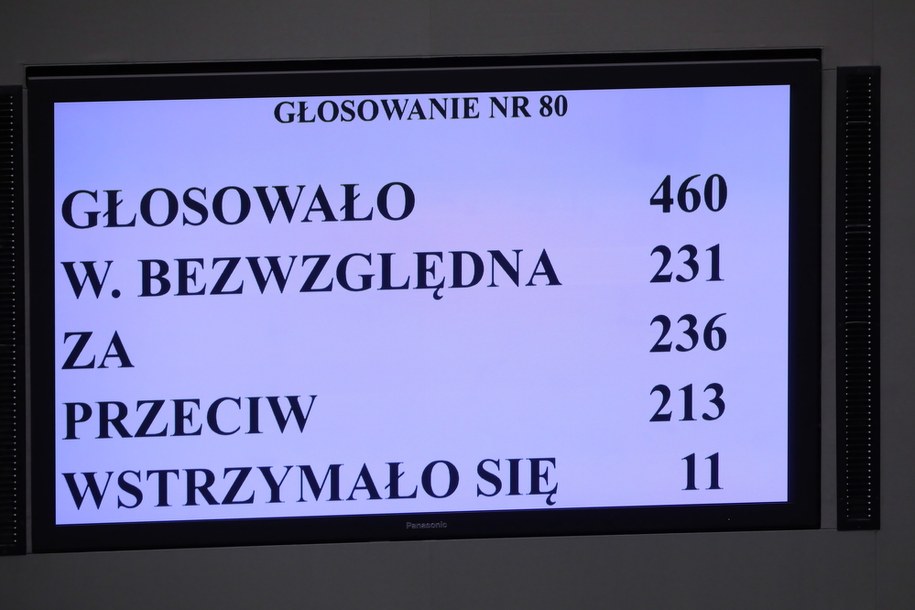 GŁOSOWANIE NR 80
GŁOSOWAŁO 460
W. BEZWZGLĘDNA 231
ZA 236
PRZECIW 213
WSTRZYMAŁO SIĘ 11
Panasonic